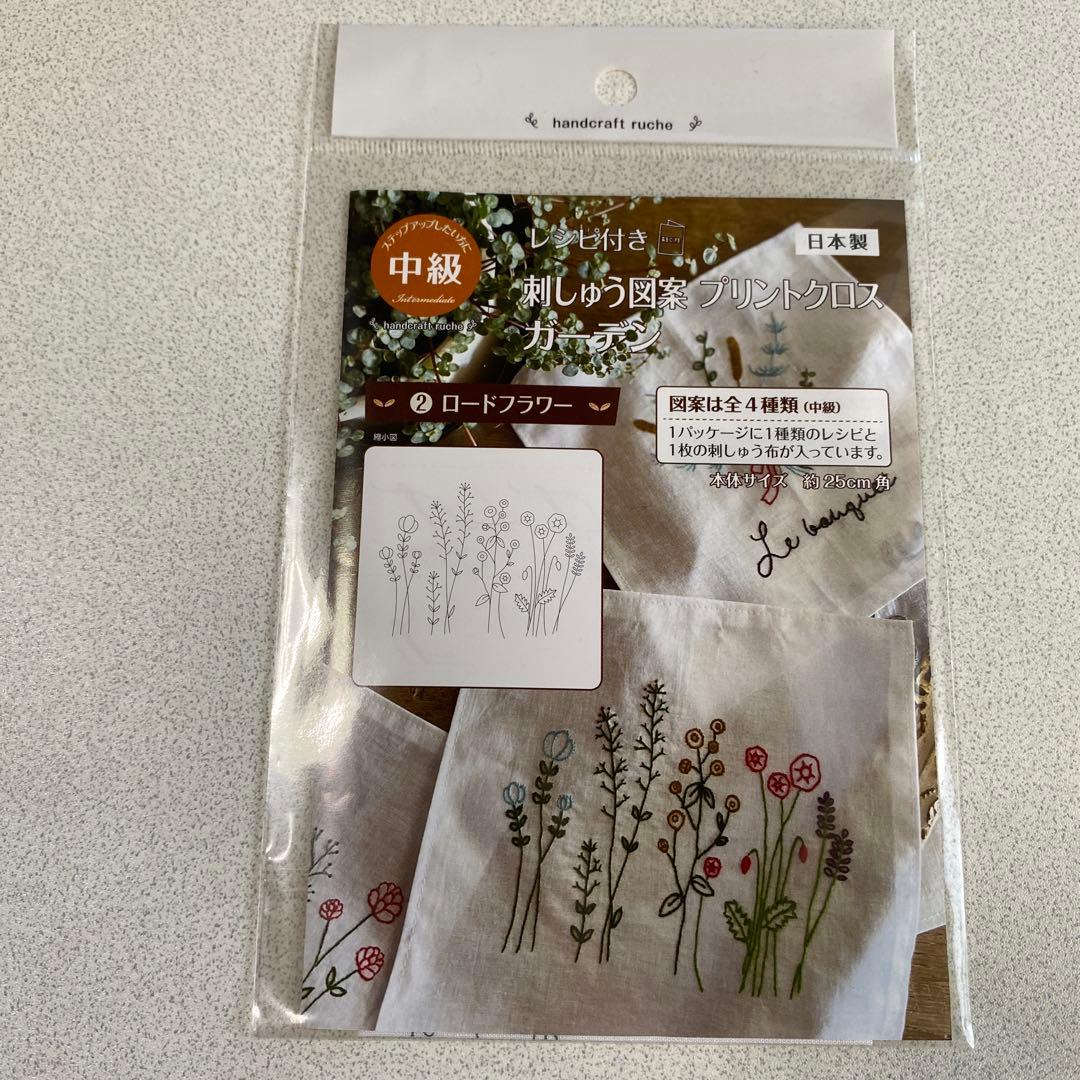 handcraft ruche
ステップアップしたい方に
中級
Intermediate
handcraft ruche
レシピ付き
日本製
刺しゅう図案 プリントクロス
ガーデン
❷ ロードフラワー
図案は全4種類（中級）
1パッケージに1種類のレシピと
1枚の刺しゅう布が入っています。
本体サイズ 約25cm角
縮小図
Le bouquet